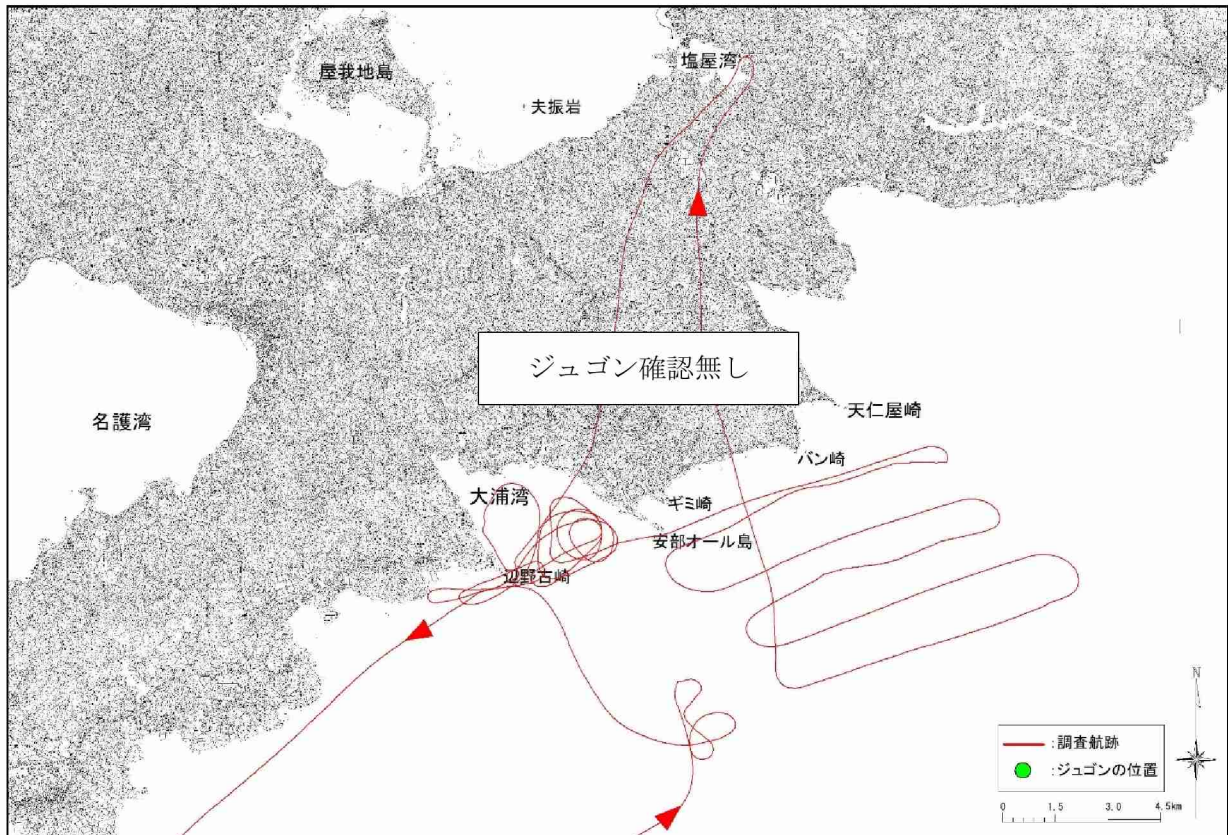 塩屋湾
屋我地島
夫振岩
ジュゴン確認無し
天仁屋崎
名護湾
バン崎
大浦湾
ギミ崎
安部オール島
辺野古崎
N
:調査航跡
:ジュゴンの位置
0 1.5 3.0 4.5km